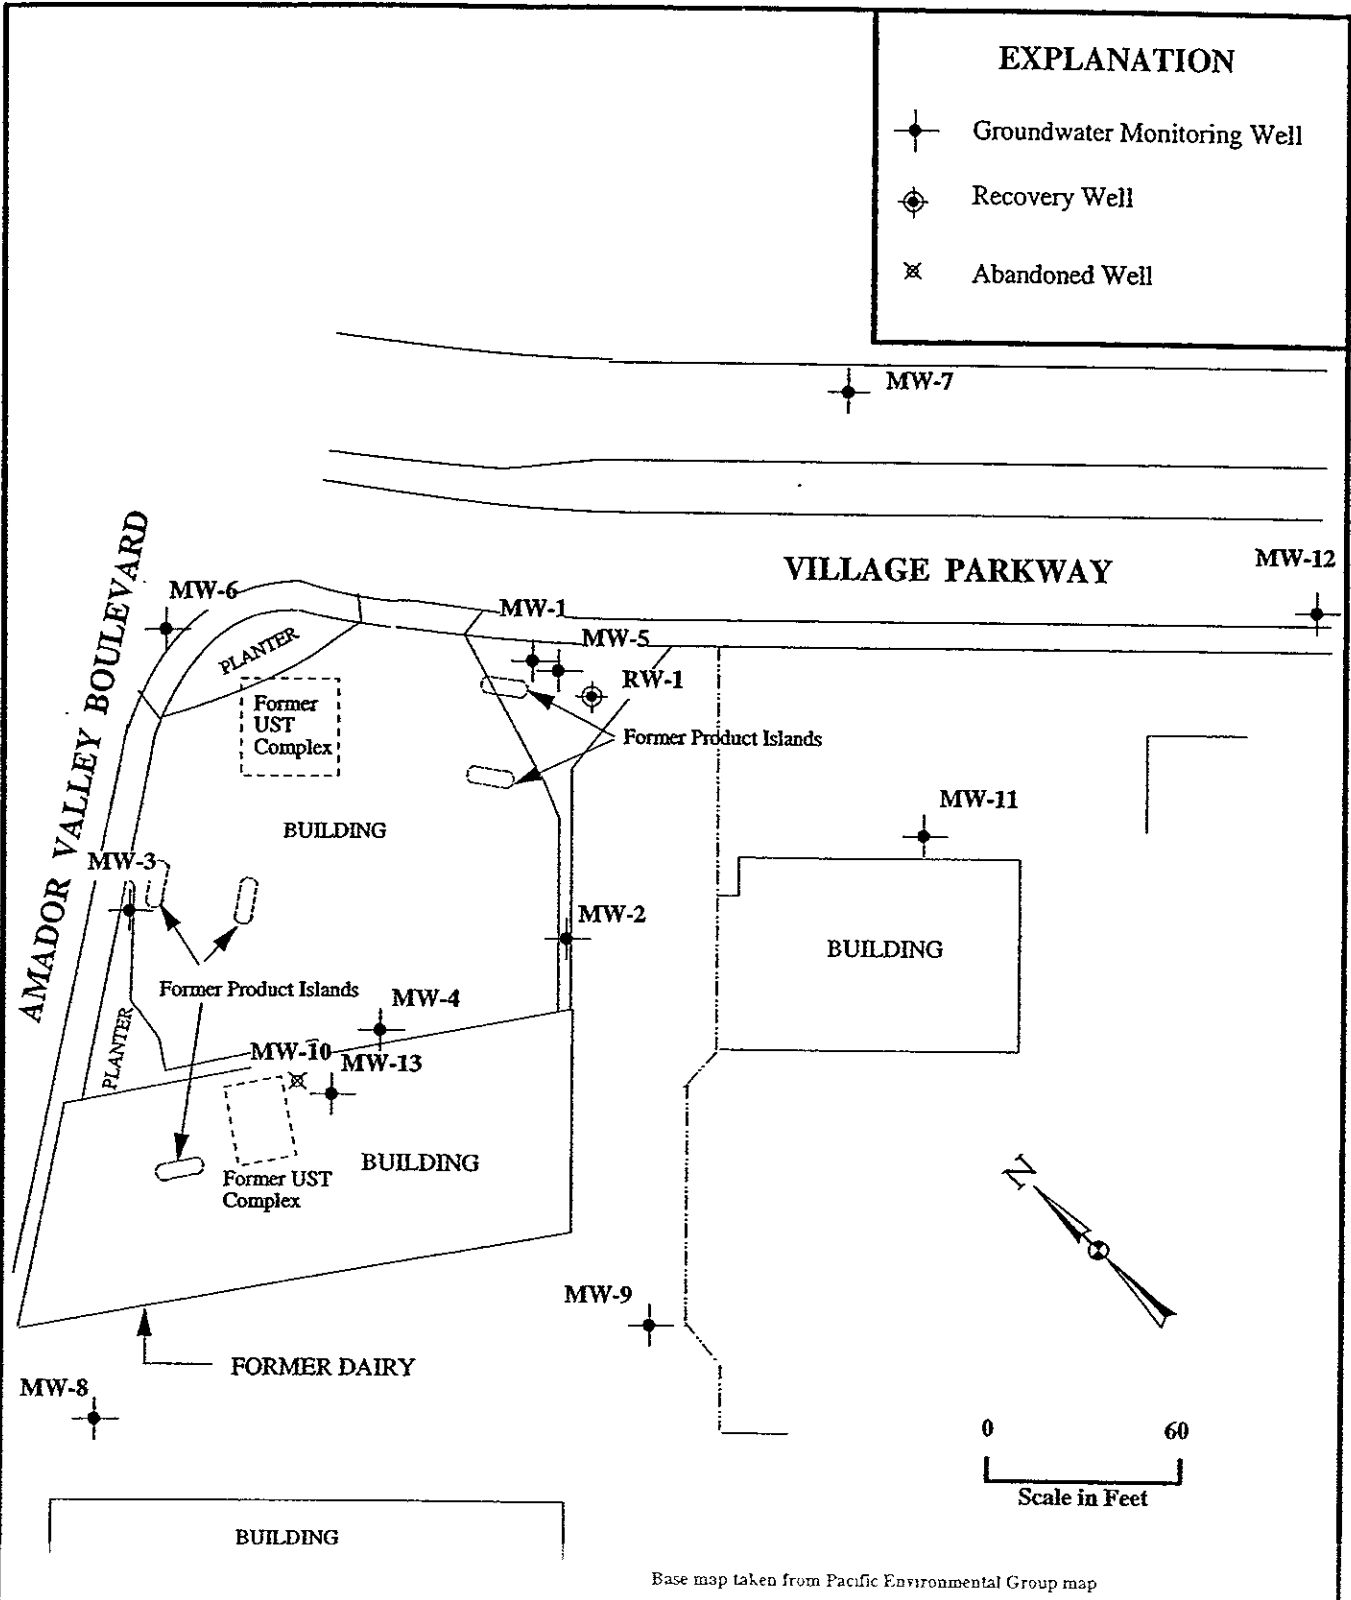 EXPLANATION
Groundwater Monitoring Well
Recovery Well
Abandoned Well
MW-7
VILLAGE PARKWAY
MW-12
AMADOR VALLEY BOULEVARD
MW-6
MW-1
MW-5
PLANTER
RW-1
Former
UST
Complex
Former Product Islands
MW-11
BUILDING
MW-3
MW-2
BUILDING
Former Product Islands
MW-4
PLANTER
MW-10
MW-13
BUILDING
Former UST
Complex
N
MW-9
FORMER DAIRY
MW-8
0 60
Scale in Feet
BUILDING
Base map taken from Pacific Environmental Group map